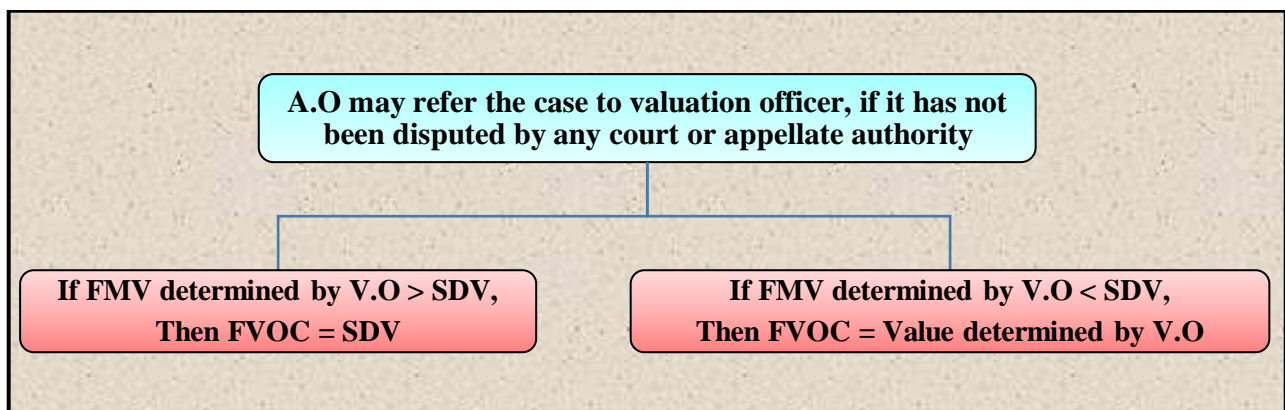 A.O may refer the case to valuation officer, if it has not
been disputed by any court or appellate authority
If FMV determined by V.O > SDV,
Then FVOC = SDV
If FMV determined by V.O < SDV,
Then FVOC = Value determined by V.O